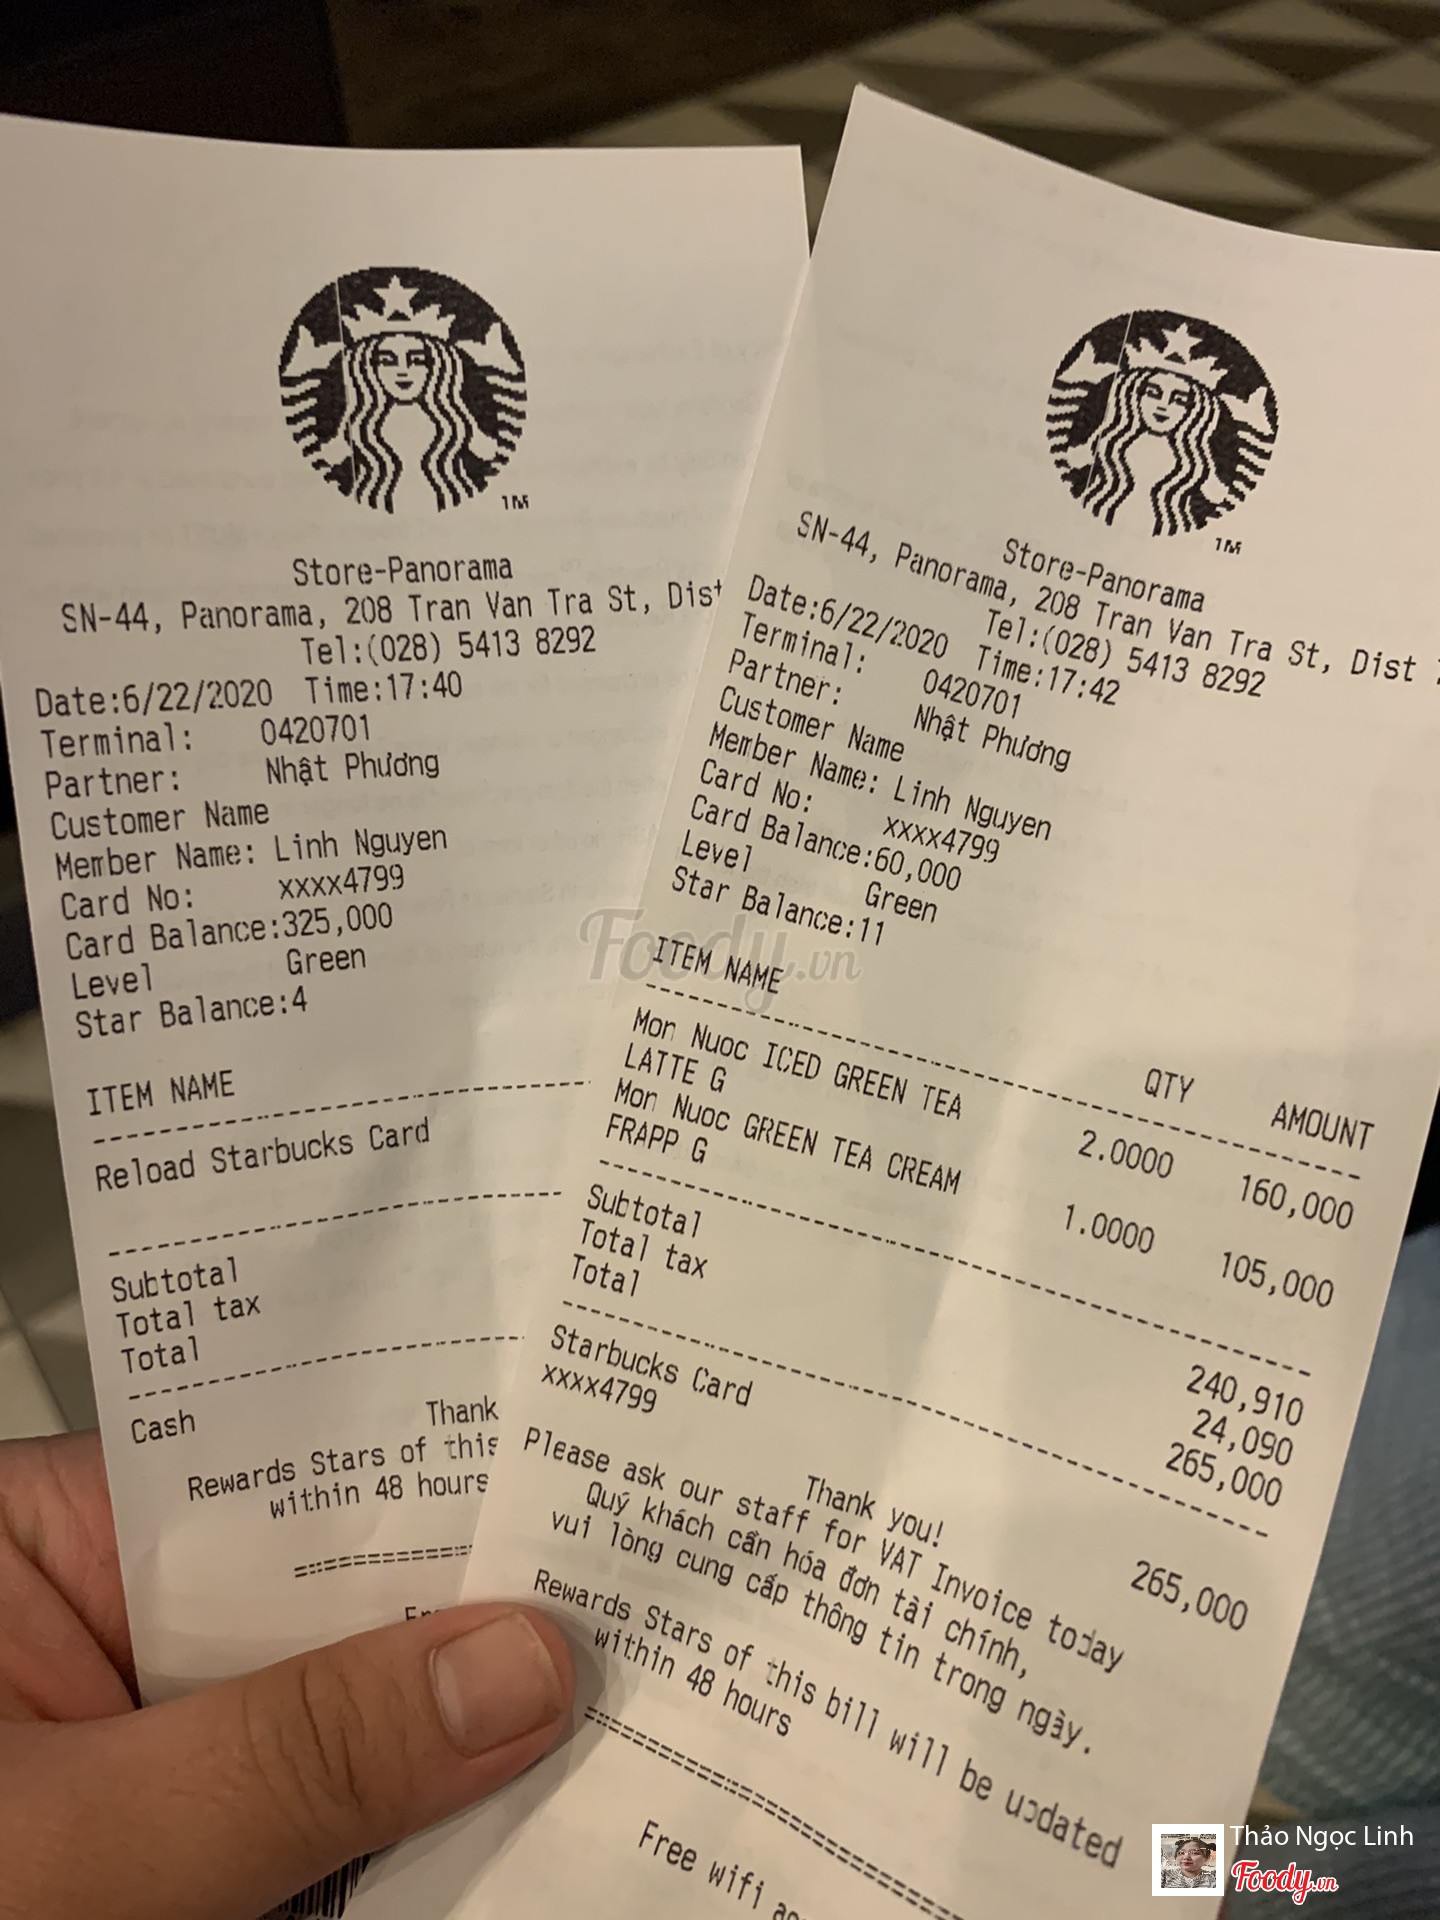 TM
Store-Panorama
SN-44, Panorama, 208 Tran Van Tra St, Dist
Tel:(028) 5413 8292
Date:6/22/2020 Time:17:40
Terminal: 0420701
Partner: Nhật Phương
Customer Name
Member Name: Linh Nguyen
Card No: xxxx4799
Card Balance:325,000
Level Green
Star Balance:4
ITEM NAME
Reload Starbucks Card
Subtotal
Total tax
Total
Cash
Thank
Rewards Stars of this
within 48 hours
TM
Store-Panorama
SN-44, Panorama, 208 Tran Van Tra St, Dist
Tel:(028) 5413 8292
Date:6/22/2020 Time:17:42
Terminal: 0420701
Partner: Nhật Phương
Customer Name
Member Name: Linh Nguyen
Card No: xxxx4799
Card Balance:60,000
Level Green
Star Balance:11
ITEM NAME QTY AMOUNT
Mon Nuoc ICED GREEN TEA 2.0000 160,000
LATTE G
Mon Nuoc GREEN TEA CREAM 1.0000 105,000
FRAPP G
Subtotal 240,910
Total tax 24,090
Total 265,000
Starbucks Card 265,000
xxxx4799
Thank you!
Please ask our staff for VAT Invoice today
Quý khách cần hóa đơn tài chính,
vui lòng cung cấp thông tin trong ngày.
Rewards Stars of this bill will be updated
within 48 hours
Free wifi
Foody.vn
Thảo Ngọc Linh
Foody.vn